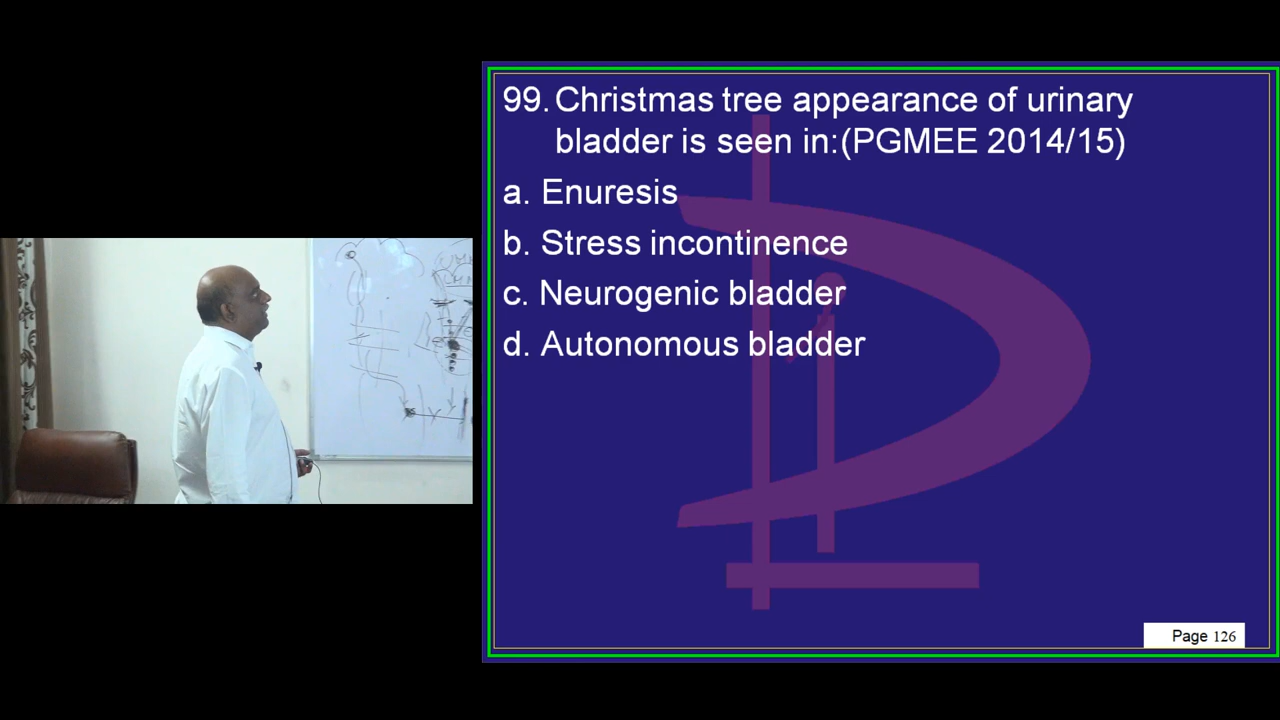 99. Christmas tree appearance of urinary
bladder is seen in:(PGMEE 2014/15)
a. Enuresis
b. Stress incontinence
c. Neurogenic bladder
d. Autonomous bladder
Page 126